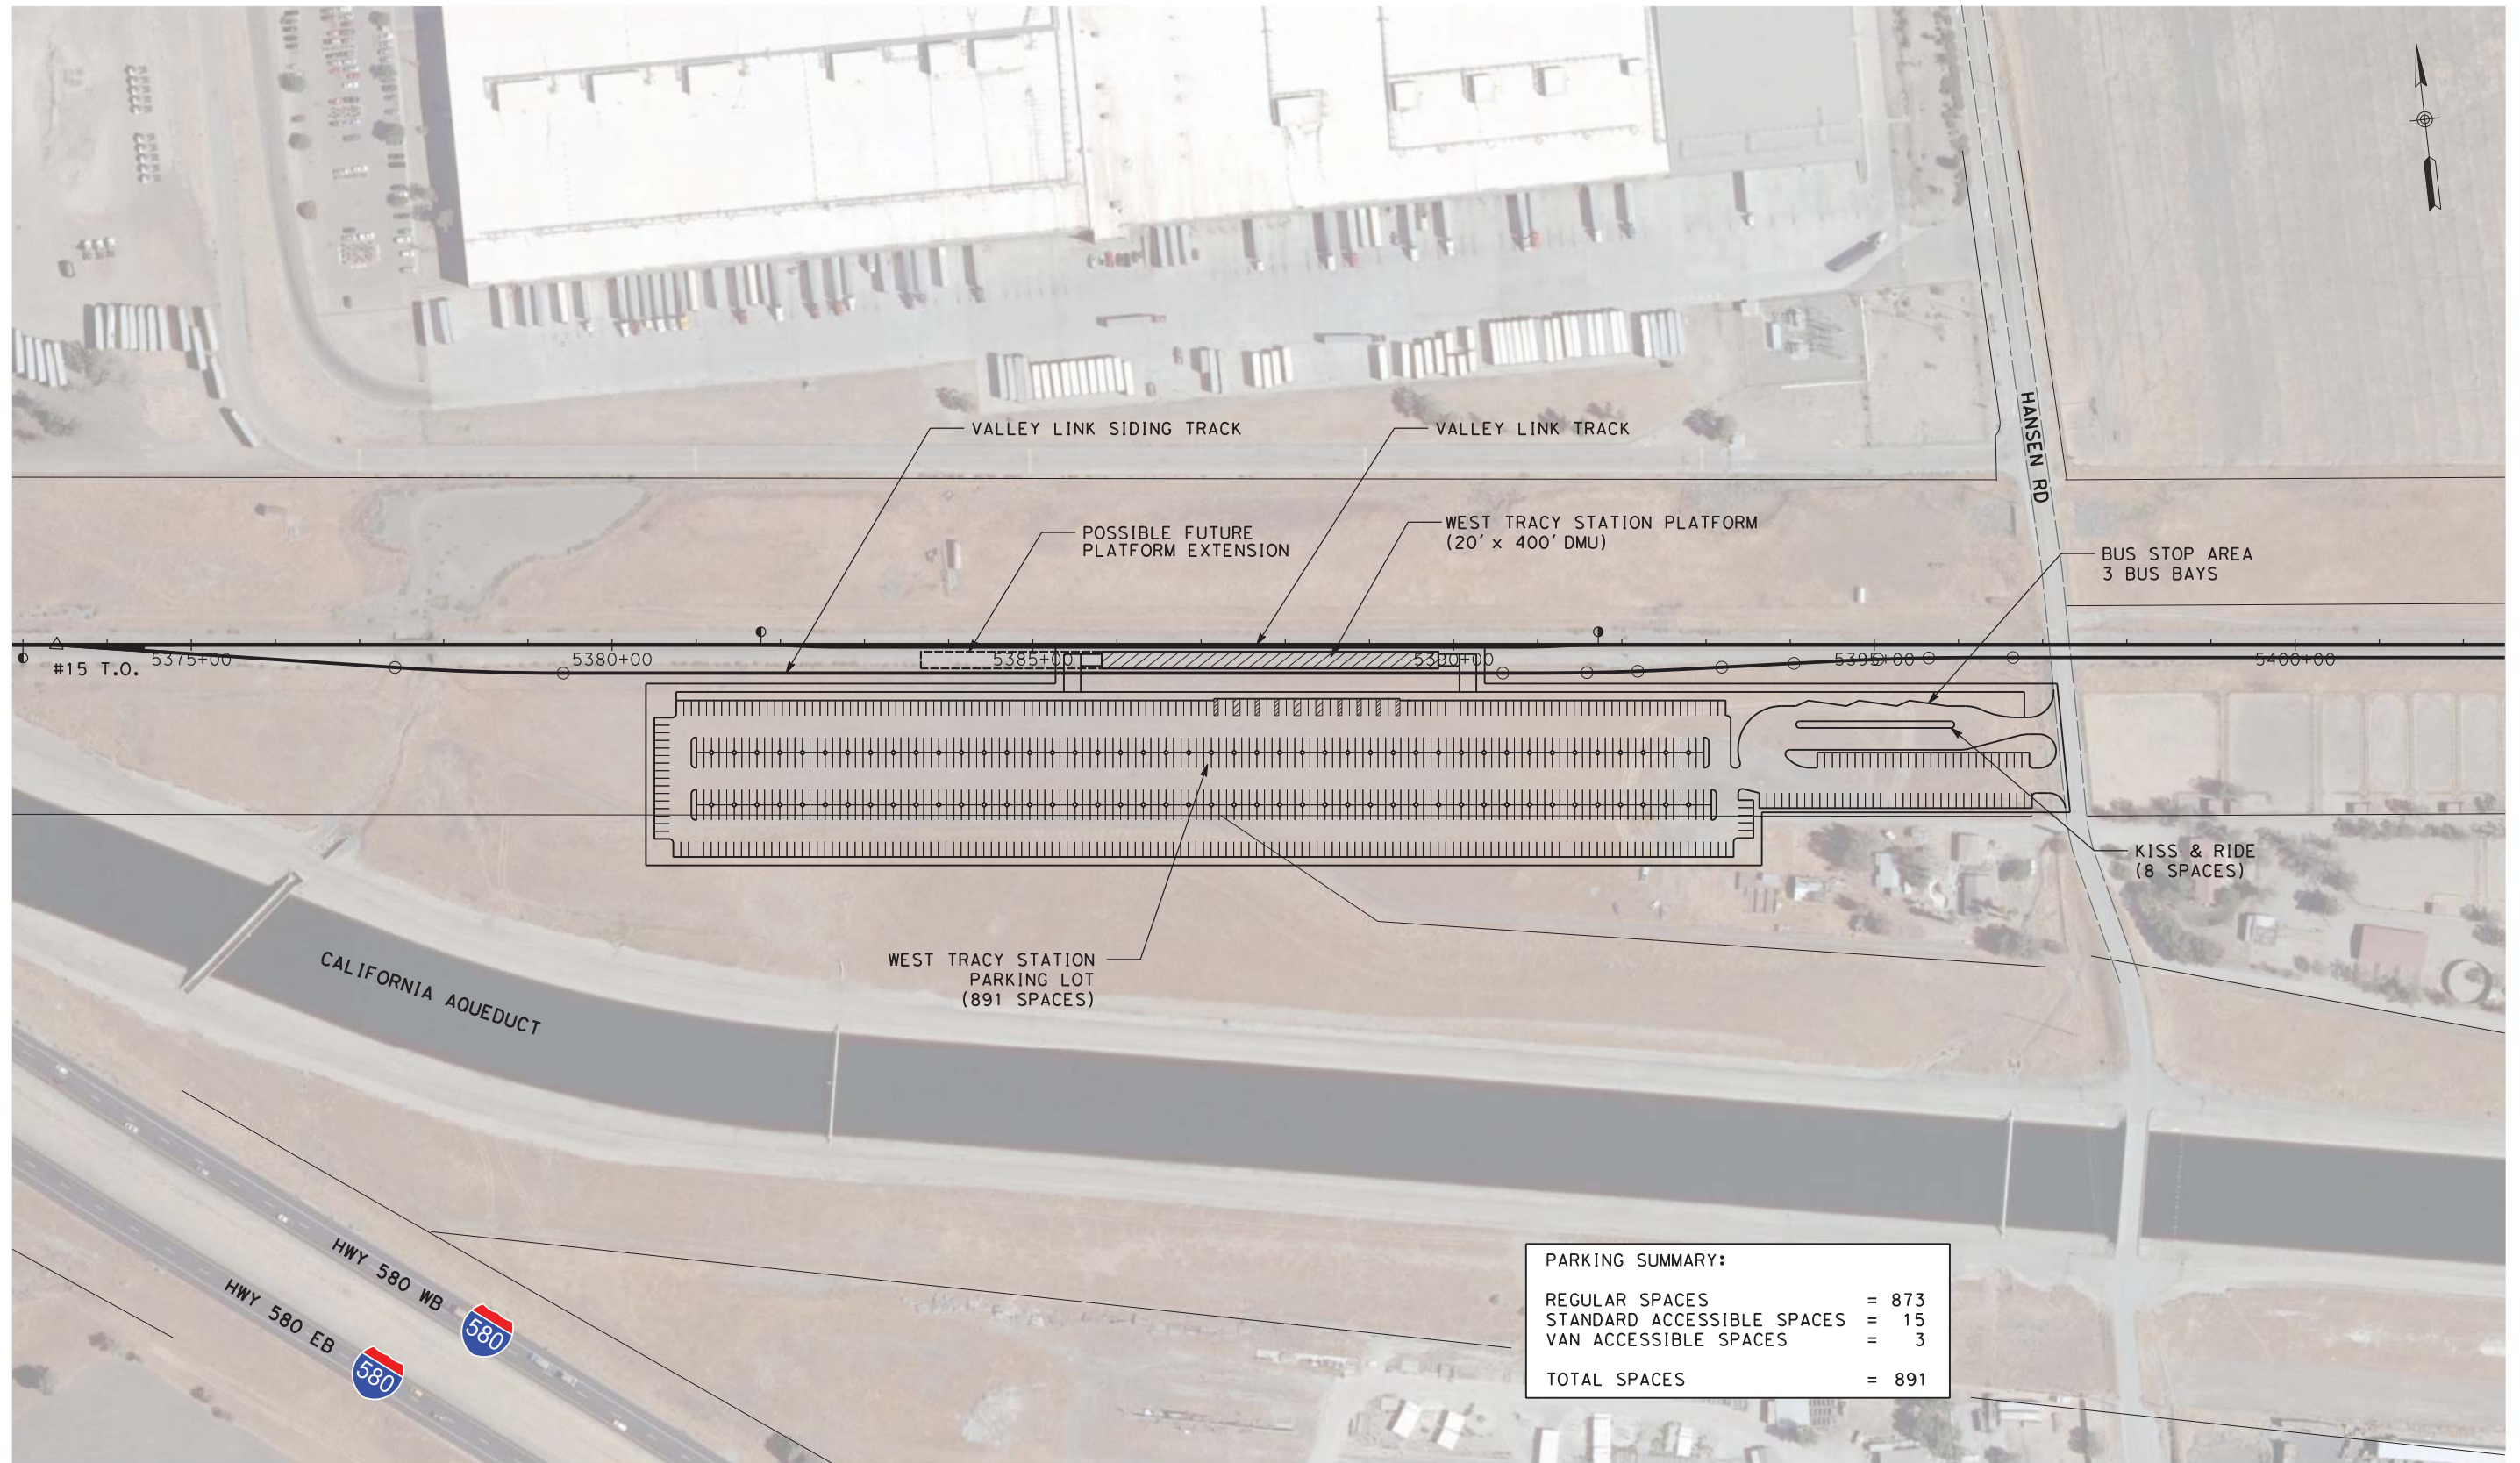 VALLEY LINK SIDING TRACK
VALLEY LINK TRACK
HANSEN RD
POSSIBLE FUTURE
PLATFORM EXTENSION
WEST TRACY STATION PLATFORM
(20' x 400' DMU)
BUS STOP AREA
3 BUS BAYS
#15 T.O.
5375+00
5380+00
5385+00
5390+00
5395+00
5400+00
KISS & RIDE
(8 SPACES)
WEST TRACY STATION
PARKING LOT
(891 SPACES)
CALIFORNIA AQUEDUCT
HWY 580 WB
580
HWY 580 EB
580
PARKING SUMMARY:
REGULAR SPACES = 873
STANDARD ACCESSIBLE SPACES = 15
VAN ACCESSIBLE SPACES = 3
TOTAL SPACES = 891